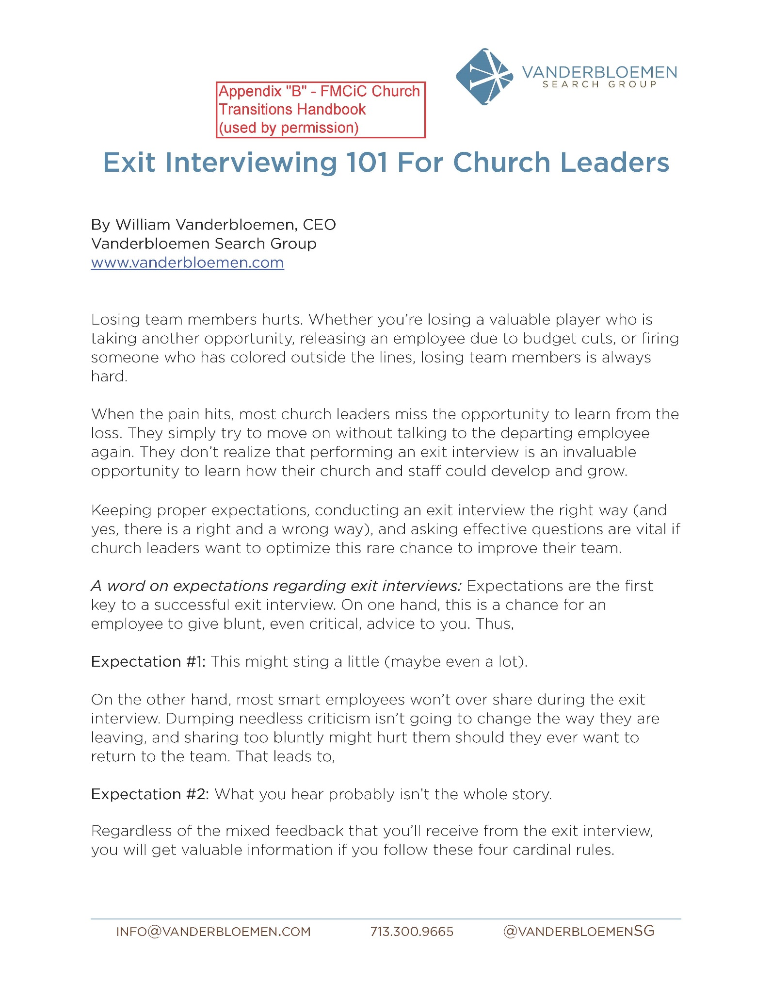 VANDERBLOEMEN
SEARCH GROUP
Appendix "B" - FMCiC Church
Transitions Handbook
(used by permission)
Exit Interviewing 101 For Church Leaders
By William Vanderbloemen, CEO
Vanderbloemen Search Group
www.vanderbloemen.com
Losing team members hurts. Whether you’re losing a valuable player who is
taking another opportunity, releasing an employee due to budget cuts, or firing
someone who has colored outside the lines, losing team members is always
hard.
When the pain hits, most church leaders miss the opportunity to learn from the
loss. They simply try to move on without talking to the departing employee
again. They don’t realize that performing an exit interview is an invaluable
opportunity to learn how their church and staff could develop and grow.
Keeping proper expectations, conducting an exit interview the right way (and
yes, there is a right and a wrong way), and asking effective questions are vital if
church leaders want to optimize this rare chance to improve their team.
A word on expectations regarding exit interviews: Expectations are the first
key to a successful exit interview. On one hand, this is a chance for an
employee to give blunt, even critical, advice to you. Thus,
Expectation #1: This might sting a little (maybe even a lot).
On the other hand, most smart employees won’t over share during the exit
interview. Dumping needless criticism isn’t going to change the way they are
leaving, and sharing too bluntly might hurt them should they ever want to
return to the team. That leads to,
Expectation #2: What you hear probably isn’t the whole story.
Regardless of the mixed feedback that you’ll receive from the exit interview,
you will get valuable information if you follow these four cardinal rules.
INFO@VANDERBLOEMEN.COM 713.300.9665 @VANDERBLOEMENSG